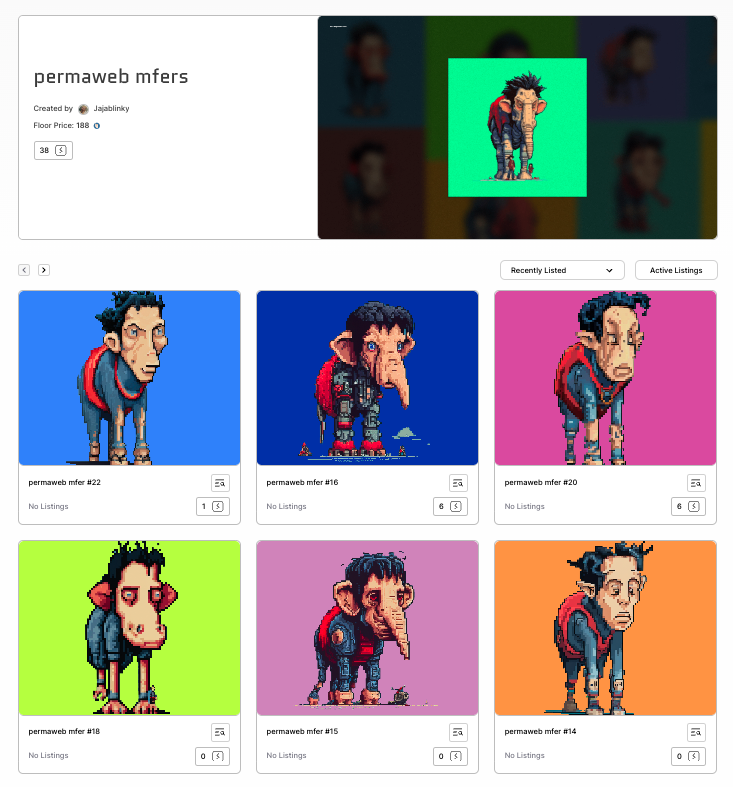 permaweb mfers
Created by Jajablinky
Floor Price: 188
38
Recently Listed
Active Listings
permaweb mfer #22
No Listings
1
permaweb mfer #16
No Listings
6
permaweb mfer #20
No Listings
6
permaweb mfer #18
No Listings
0
permaweb mfer #15
No Listings
0
permaweb mfer #14
No Listings
0